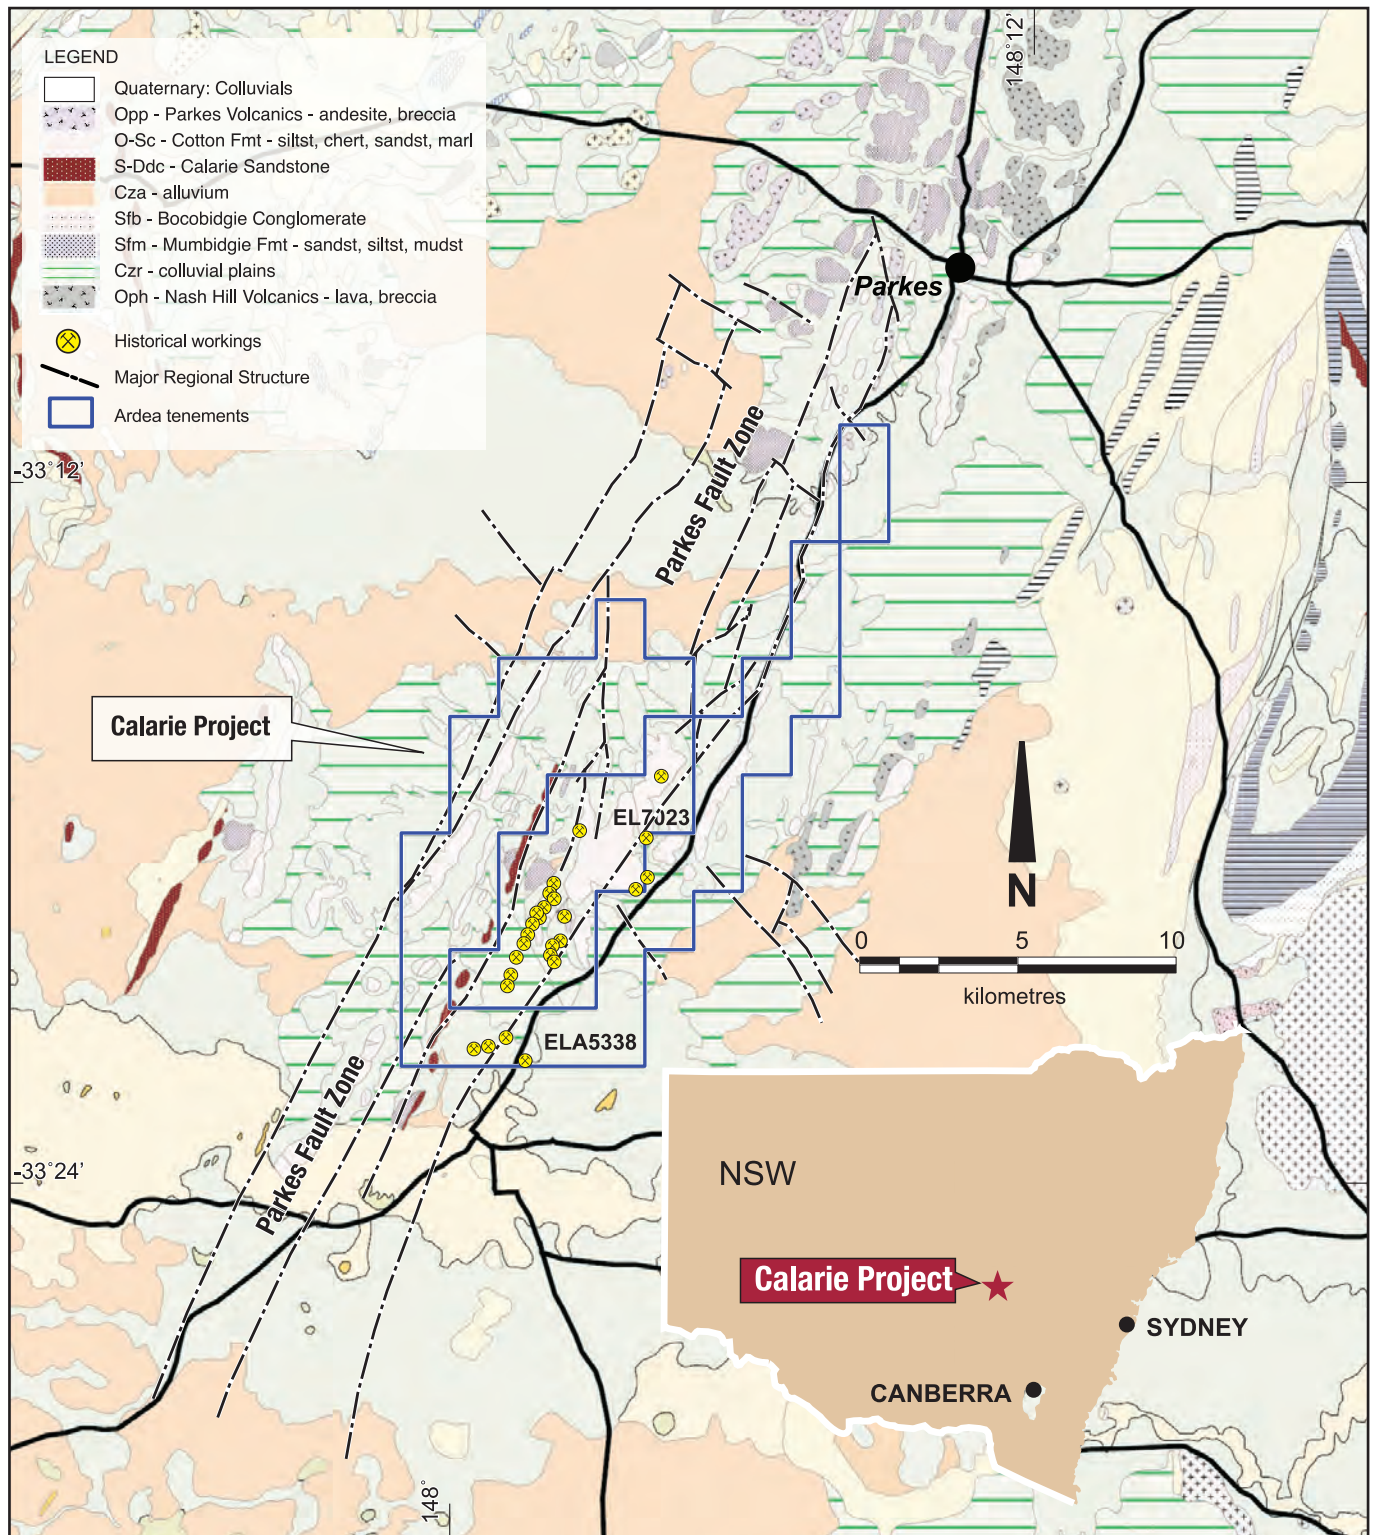 LEGEND
Quaternary: Colluvials
Opp - Parkes Volcanics - andesite, breccia
O-Sc - Cotton Fmt - siltst, chert, sandst, marl
S-Ddc - Calarie Sandstone
Cza - alluvium
Sfb - Bocobidgie Conglomerate
Sfm - Mumbidgie Fmt - sandst, siltst, mudst
Czr - colluvial plains
Oph - Nash Hill Volcanics - lava, breccia
Historical workings
Major Regional Structure
Ardea tenements
148°12'
Parkes
-33°12'
Parkes Fault Zone
Calarie Project
EL7023
N
0 5 10
kilometres
ELA5338
Parkes Fault Zone
-33°24'
NSW
Calarie Project
SYDNEY
CANBERRA
148°